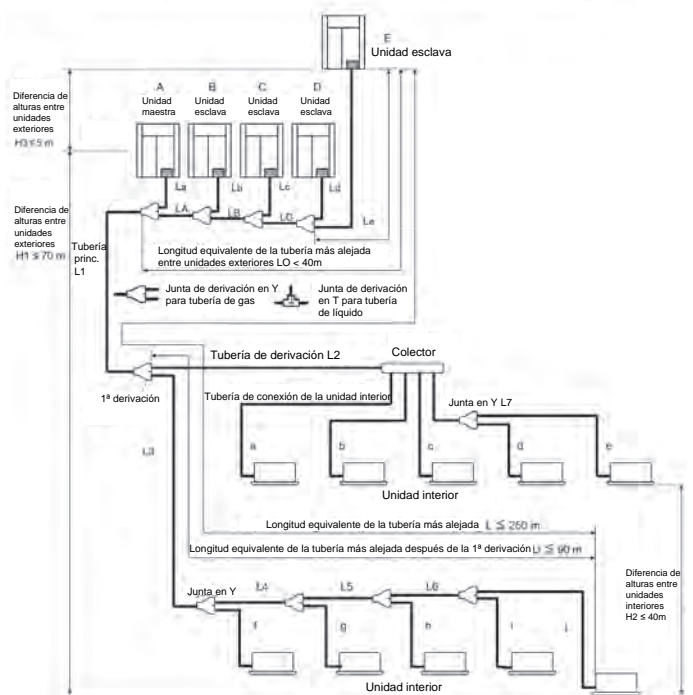 E
Unidad esclava
A
Unidad
maestra
B
Unidad
esclava
C
Unidad
esclava
D
Unidad
esclava
Diferencia de
alturas entre
unidades
exteriores
H3 ≤ 5 m
La
Lb
Lc
Ld
LA
LB
LC
Le
Diferencia de
alturas entre
unidades
exteriores
H1 ≤ 70 m
Tubería
princ.
L1
Longitud equivalente de la tubería más alejada
entre unidades exteriores LO < 40m
Junta de derivación en Y
para tubería de gas
Junta de derivación
en T para tubería
de líquido
Tubería de derivación L2
Colector
1ª derivación
Tubería de conexión de la unidad interior
Junta en Y L7
L3
a
b
c
d
e
Unidad interior
Longitud equivalente de la tubería más alejada L ≦ 260 m
Longitud equivalente de la tubería más alejada después de la 1ª derivación LI ≦ 90 m
Diferencia de
alturas entre
unidades
interiores
H2 ≤ 40m
Junta en Y
L4
L5
L6
f
g
h
i
j
Unidad interior